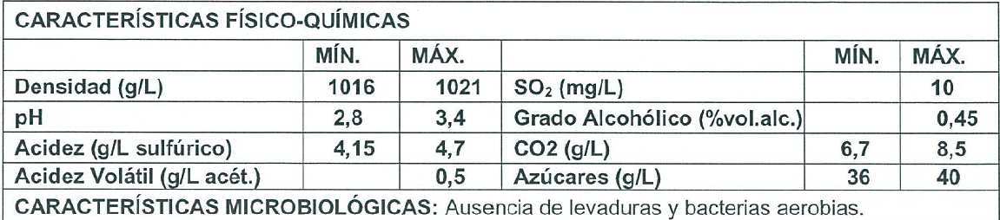 CARACTERÍSTICAS FÍSICO-QUÍMICAS
MÍN. MÁX. MÍN. MÁX.
Densidad (g/L) 1016 1021 SO₂ (mg/L) 10
pH 2,8 3,4 Grado Alcohólico (%vol.alc.) 0,45
Acidez (g/L sulfúrico) 4,15 4,7 CO2 (g/L) 6,7 8,5
Acidez Volátil (g/L acét.) 0,5 Azúcares (g/L) 36 40
CARACTERÍSTICAS MICROBIOLÓGICAS: Ausencia de levaduras y bacterias aerobias.